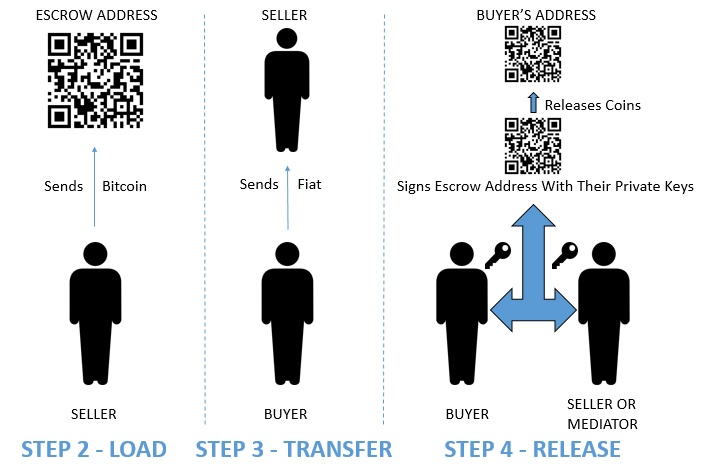 ESCROW ADDRESS
Sends Bitcoin
SELLER
STEP 2 - LOAD
SELLER
Sends Fiat
BUYER
STEP 3 - TRANSFER
BUYER'S ADDRESS
Releases Coins
Signs Escrow Address With Their Private Keys
BUYER
SELLER OR
MEDIATOR
STEP 4 - RELEASE